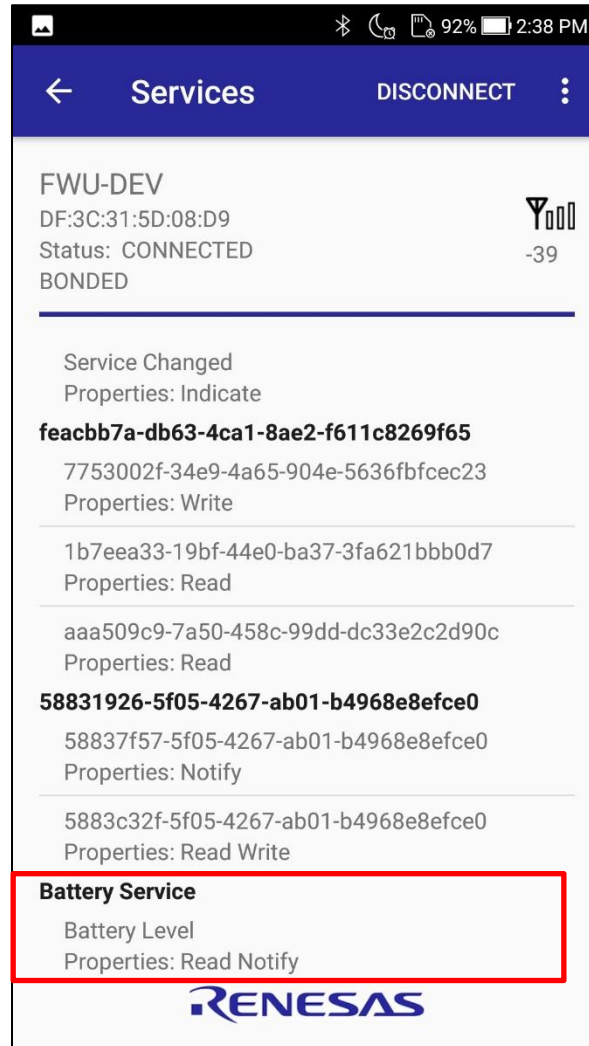 92% 2:38 PM
Services DISCONNECT
FWU-DEV
DF:3C:31:5D:08:D9
Status: CONNECTED
-39
BONDED
Service Changed
Properties: Indicate
feacbb7a-db63-4ca1-8ae2-f611c8269f65
7753002f-34e9-4a65-904e-5636fbfcec23
Properties: Write
1b7eea33-19bf-44e0-ba37-3fa621bbb0d7
Properties: Read
aaa509c9-7a50-458c-99dd-dc33e2c2d90c
Properties: Read
58831926-5f05-4267-ab01-b4968e8efce0
58837f57-5f05-4267-ab01-b4968e8efce0
Properties: Notify
5883c32f-5f05-4267-ab01-b4968e8efce0
Properties: Read Write
Battery Service
Battery Level
Properties: Read Notify
RENESAS